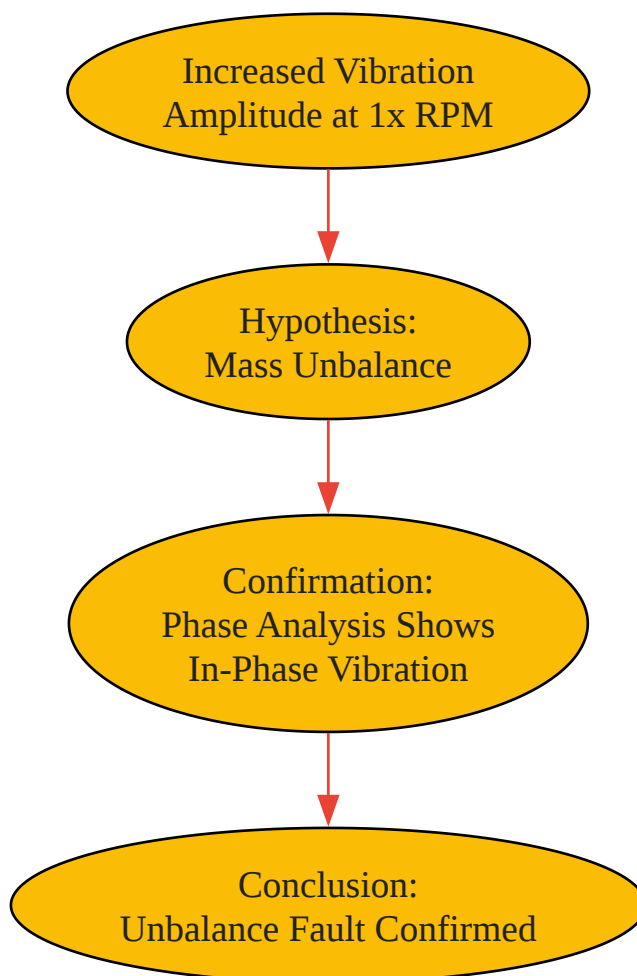 Increased Vibration
Amplitude at 1x RPM
Hypothesis:
Mass Unbalance
Confirmation:
Phase Analysis Shows
In-Phase Vibration
Conclusion:
Unbalance Fault Confirmed